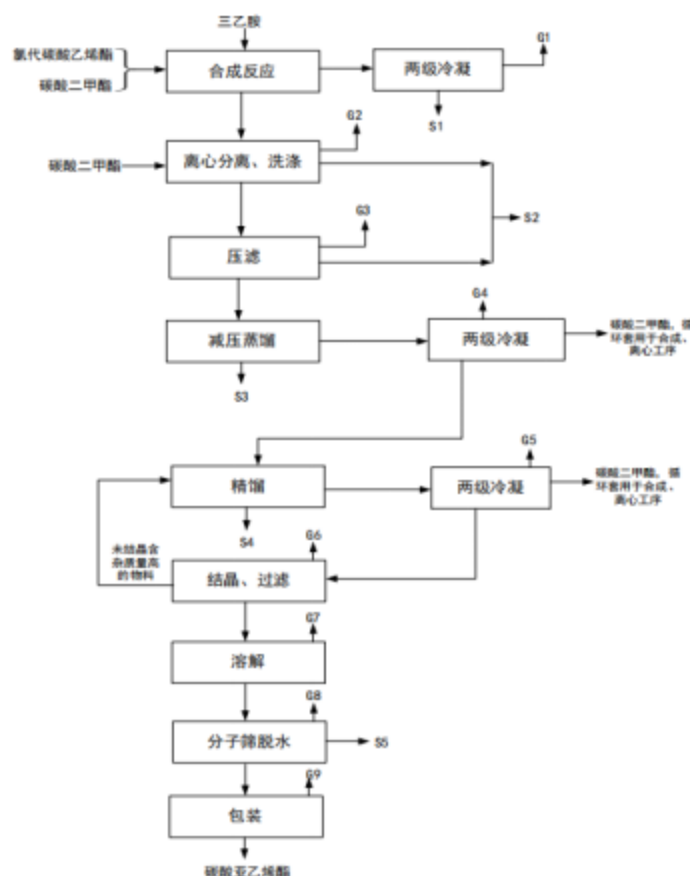 三乙胺
氯代碳酸乙烯酯
碳酸二甲酯
合成反应
两级冷凝
G1
S1
G2
碳酸二甲酯
离心分离、洗涤
S2
G3
压滤
G4
减压蒸馏
两级冷凝
碳酸二甲酯，循
环套用于合成、
离心工序
S3
G5
精馏
两级冷凝
碳酸二甲酯，循
环套用于合成、
离心工序
S4
G6
未结晶含
杂质量高
的物料
结晶、过滤
G7
溶解
G8
分子筛脱水
S5
G9
包装
碳酸亚乙烯酯